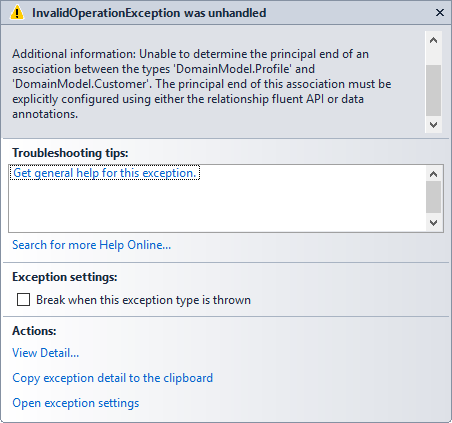 InvalidOperationException was unhandled
Additional information: Unable to determine the principal end of an
association between the types 'DomainModel.Profile' and
'DomainModel.Customer'. The principal end of this association must be
explicitly configured using either the relationship fluent API or data
annotations.
Troubleshooting tips:
Get general help for this exception.
Search for more Help Online...
Exception settings:
Break when this exception type is thrown
Actions:
View Detail...
Copy exception detail to the clipboard
Open exception settings